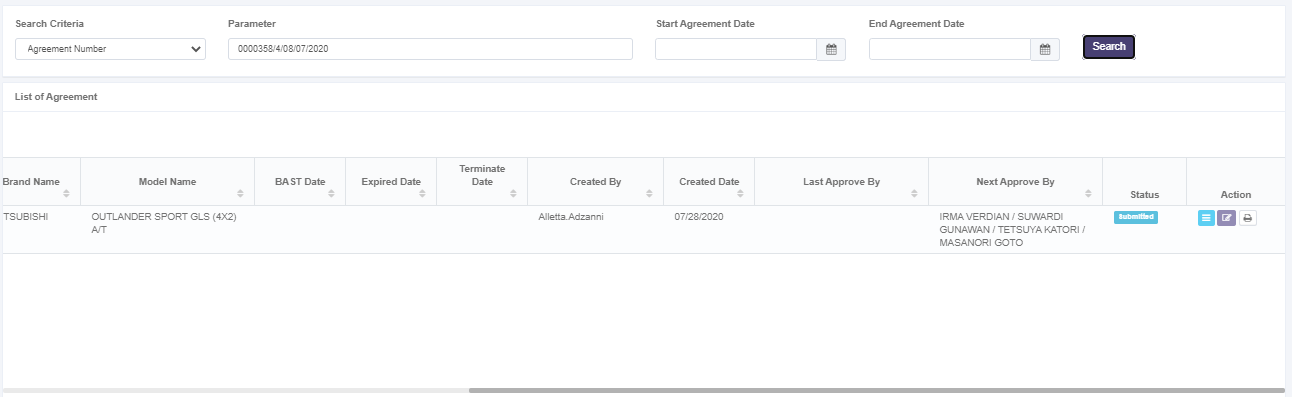 Search Criteria
Parameter
Start Agreement Date
End Agreement Date
Agreement Number
0000358/4/08/07/2020
Search
List of Agreement
Brand Name
Model Name
BAST Date
Expired Date
Terminate
Date
Created By
Created Date
Last Approve By
Next Approve By
Status
Action
TSUBISHI
OUTLANDER SPORT GLS (4X2)
A/T
Alletta.Adzanni
07/28/2020
IRMA VERDIAN / SUWARDI
GUNAWAN / TETSUYA KATORI /
MASANORI GOTO
Submitted